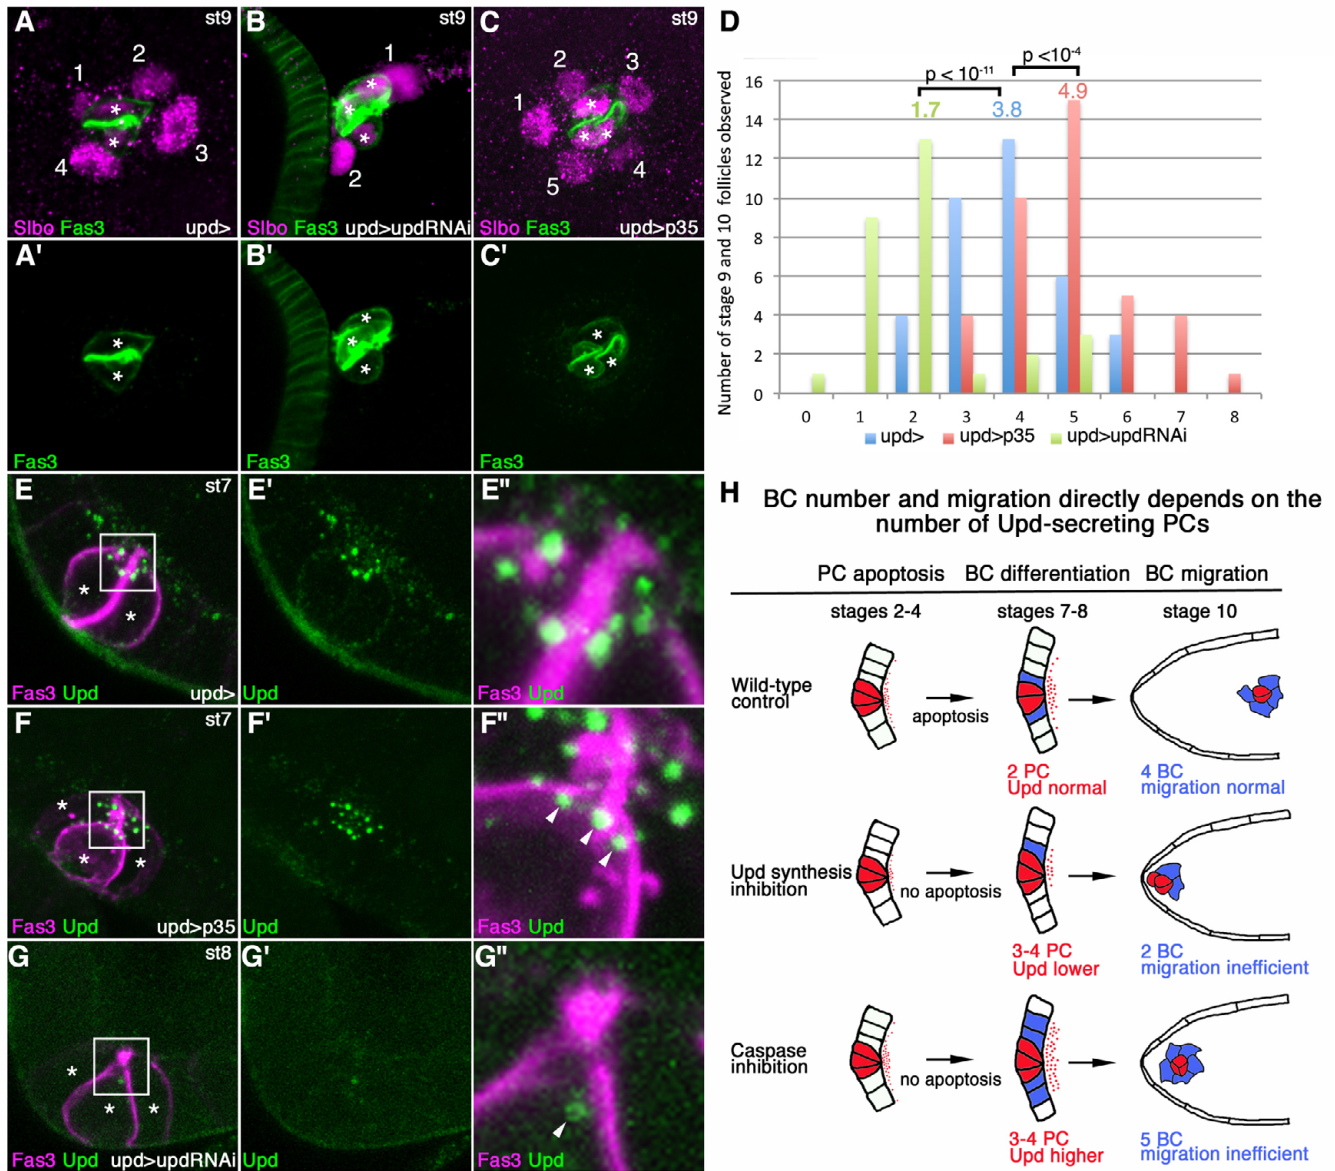 A
st9
1
2
3
4
*
*
Slbo Fas3
upd>
B
st9
1
2
*
*
*
Slbo Fas3
upd>updRNAi
C
st9
1
2
3
4
5
*
*
*
Slbo Fas3
upd>p35
A'
*
*
Fas3
B'
*
*
*
Fas3
C'
*
*
*
Fas3
D
Number of stage 9 and 10 follicles observed
16
14
12
10
8
6
4
2
0
p < 10-11
p <10-4
1.7
3.8
4.9
0 1 2 3 4 5 6 7 8
upd> upd>p35 upd>updRNAi
E
st7
*
*
Fas3 Upd
upd>
E'
Upd
E"
Fas3 Upd
F
st7
*
*
*
Fas3 Upd
upd>p35
F'
Upd
F"
Fas3 Upd
G
st8
*
*
*
Fas3 Upd
upd>updRNAi
G'
Upd
G"
Fas3 Upd
H
BC number and migration directly depends on the
number of Upd-secreting PCs
PC apoptosis BC differentiation BC migration
stages 2-4 stages 7-8 stage 10
Wild-type
control
apoptosis
2 PC
Upd normal
4 BC
migration normal
Upd synthesis
inhibition
no apoptosis
3-4 PC
Upd lower
2 BC
migration inefficient
Caspase
inhibition
no apoptosis
3-4 PC
Upd higher
5 BC
migration inefficient